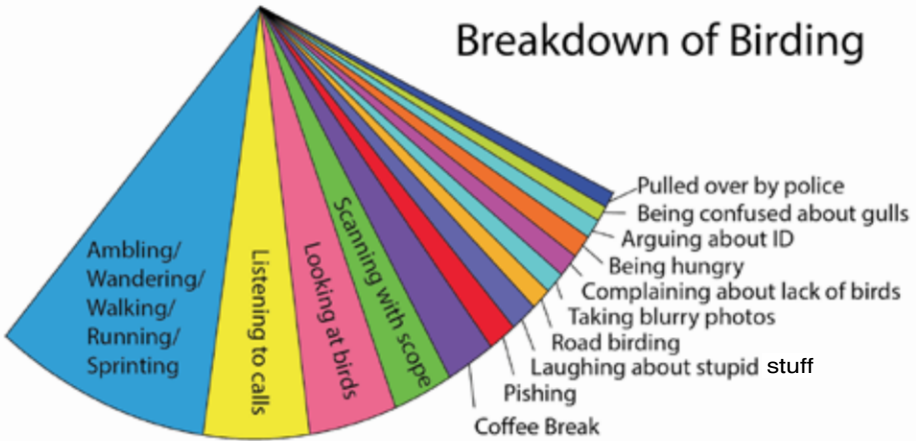 Breakdown of Birding
Ambling/
Wandering/
Walking/
Running/
Sprinting
Listening to calls
Looking at birds
Scanning with scope
Pulled over by police
Being confused about gulls
Arguing about ID
Being hungry
Complaining about lack of birds
Taking blurry photos
Road birding
Laughing about stupid stuff
Pishing
Coffee Break